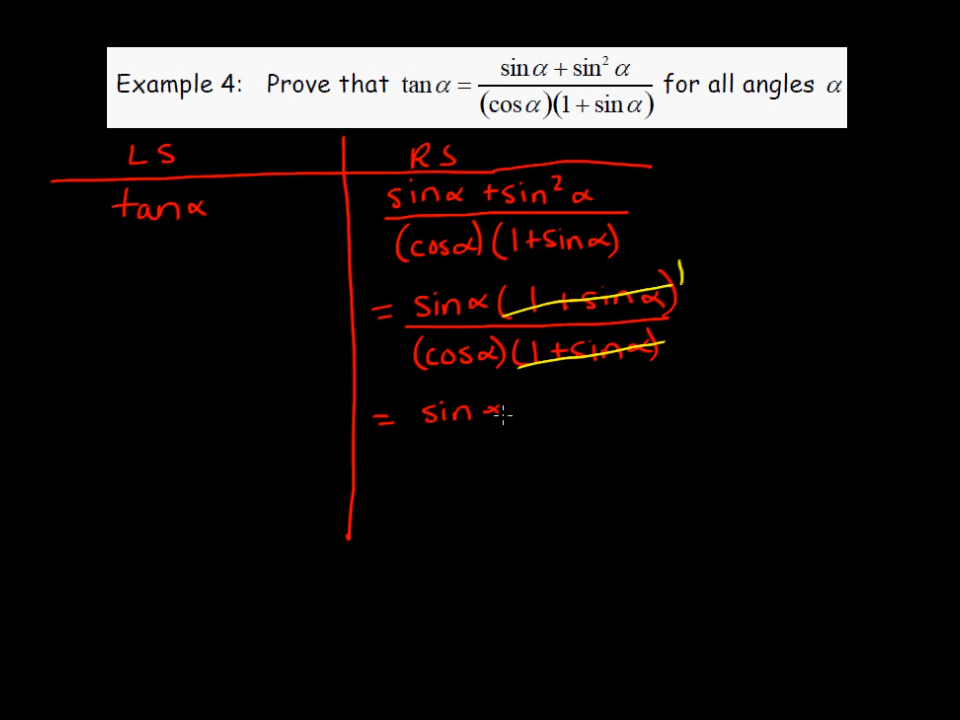 Example 4: Prove that tan α = (sin α + sin² α) / ((cos α)(1 + sin α)) for all angles α
LS RS
tan α
sin α + sin² α
(cos α) (1 + sin α)
= sin α (1 + sin α) 1
(cos α) (1 + sin α)
= sin α